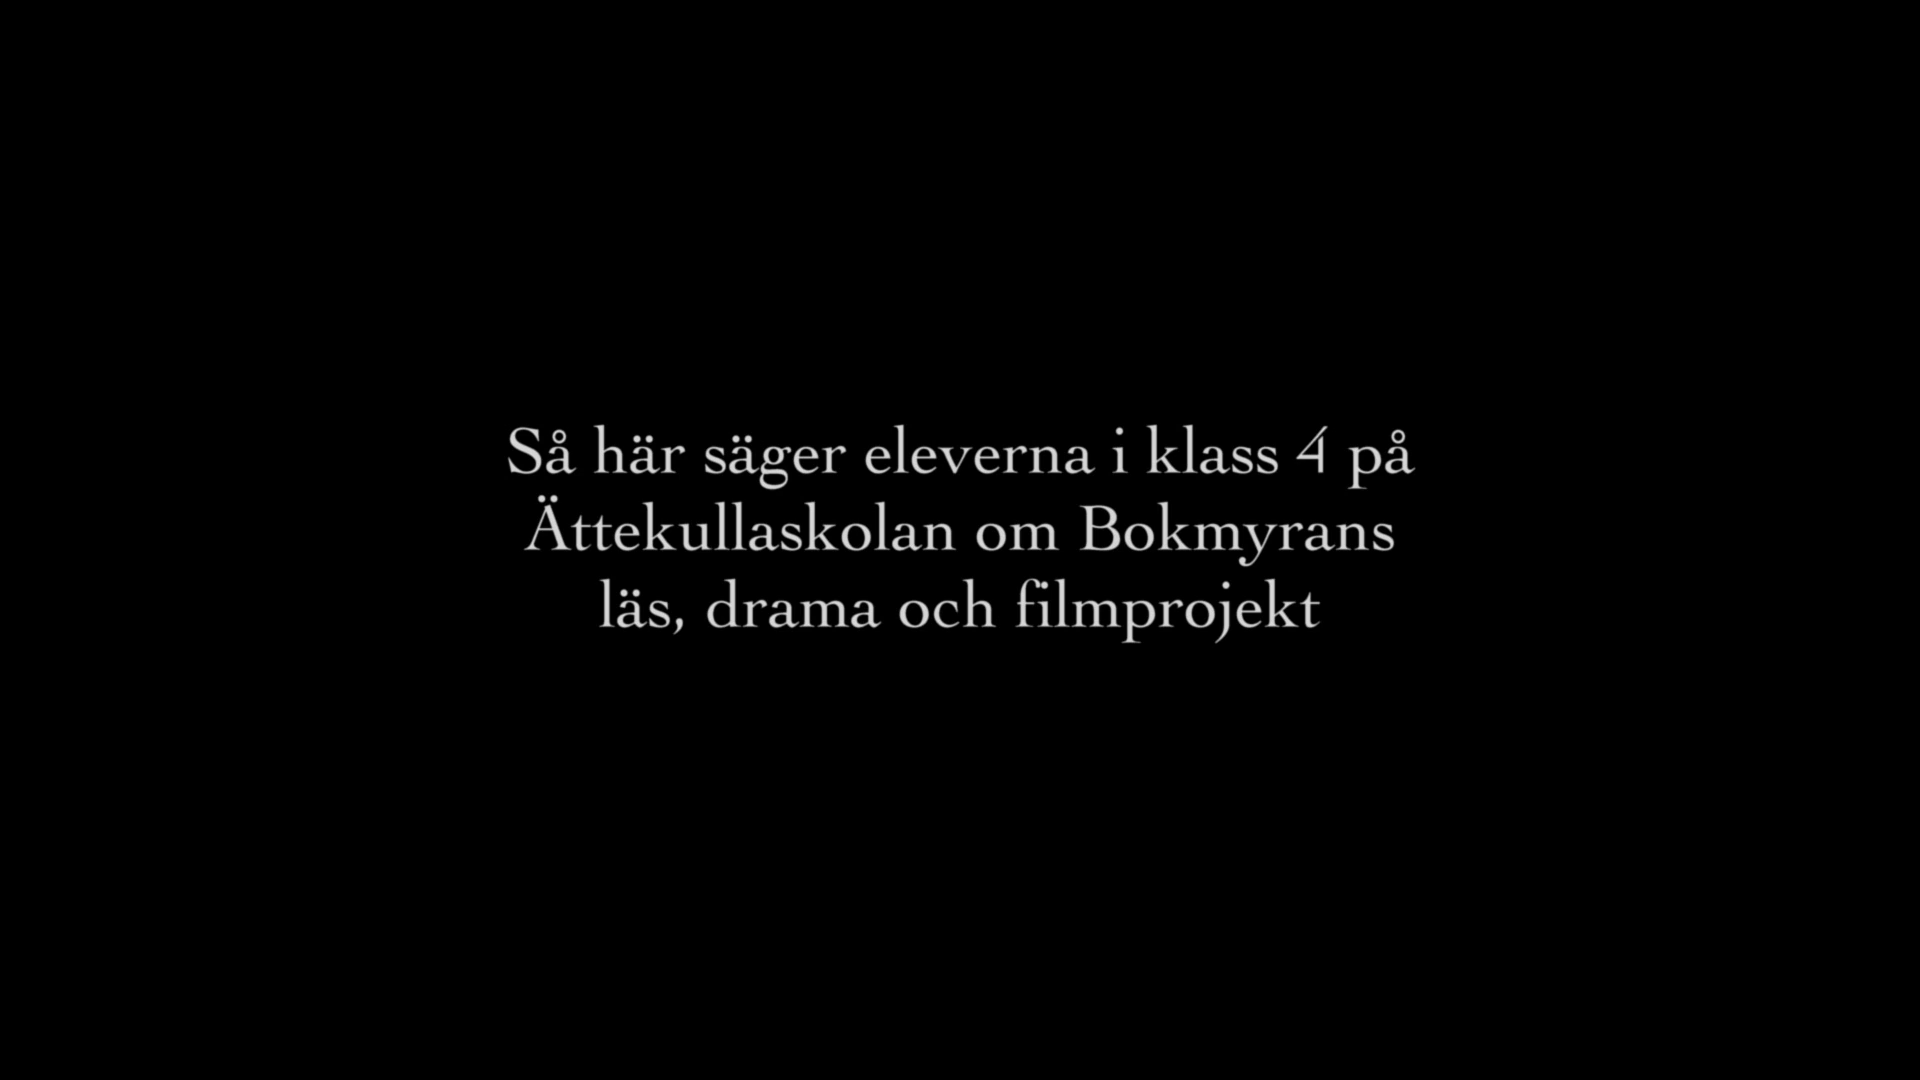 Så här säger eleverna i klass 4 på
Ättekullaskolan om Bokmyrans
läs, drama och filmprojekt